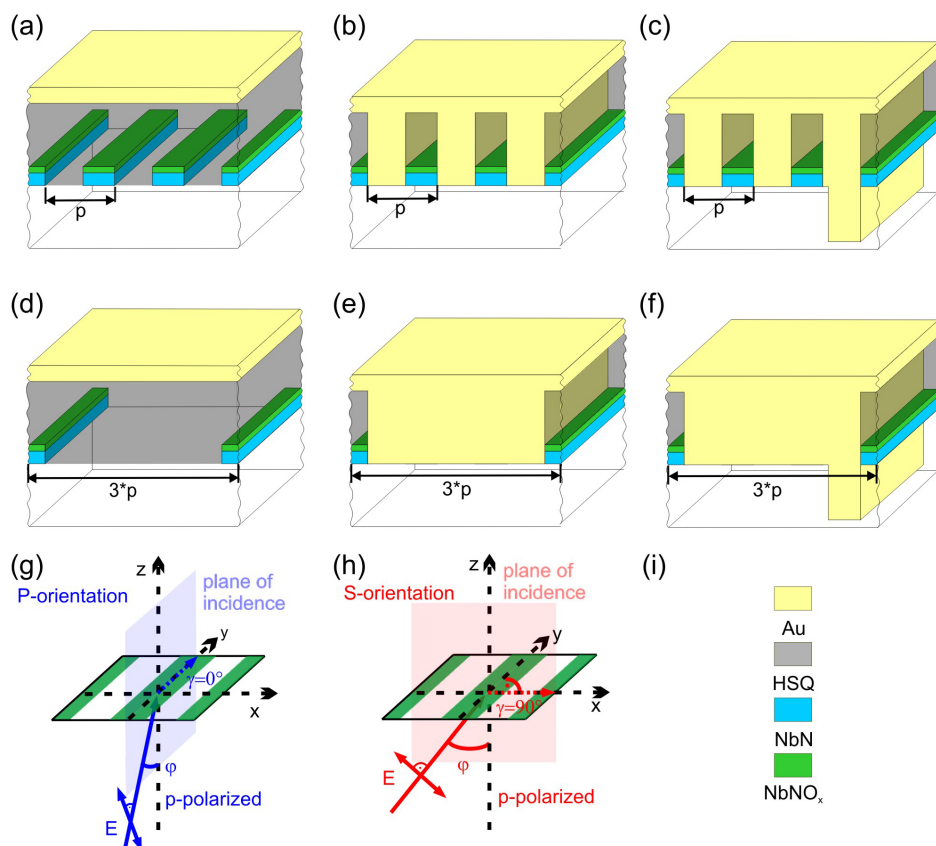 (a)
(b)
(c)
p
p
p
(d)
(e)
(f)
3*p
3*p
3*p
(g)
P-orientation
z
plane of
incidence
y
γ=0°
x
φ
E
p-polarized
(h)
S-orientation
z
plane of
incidence
y
γ=90°
x
φ
E
p-polarized
(i)
Au
HSQ
NbN
NbNOₓ